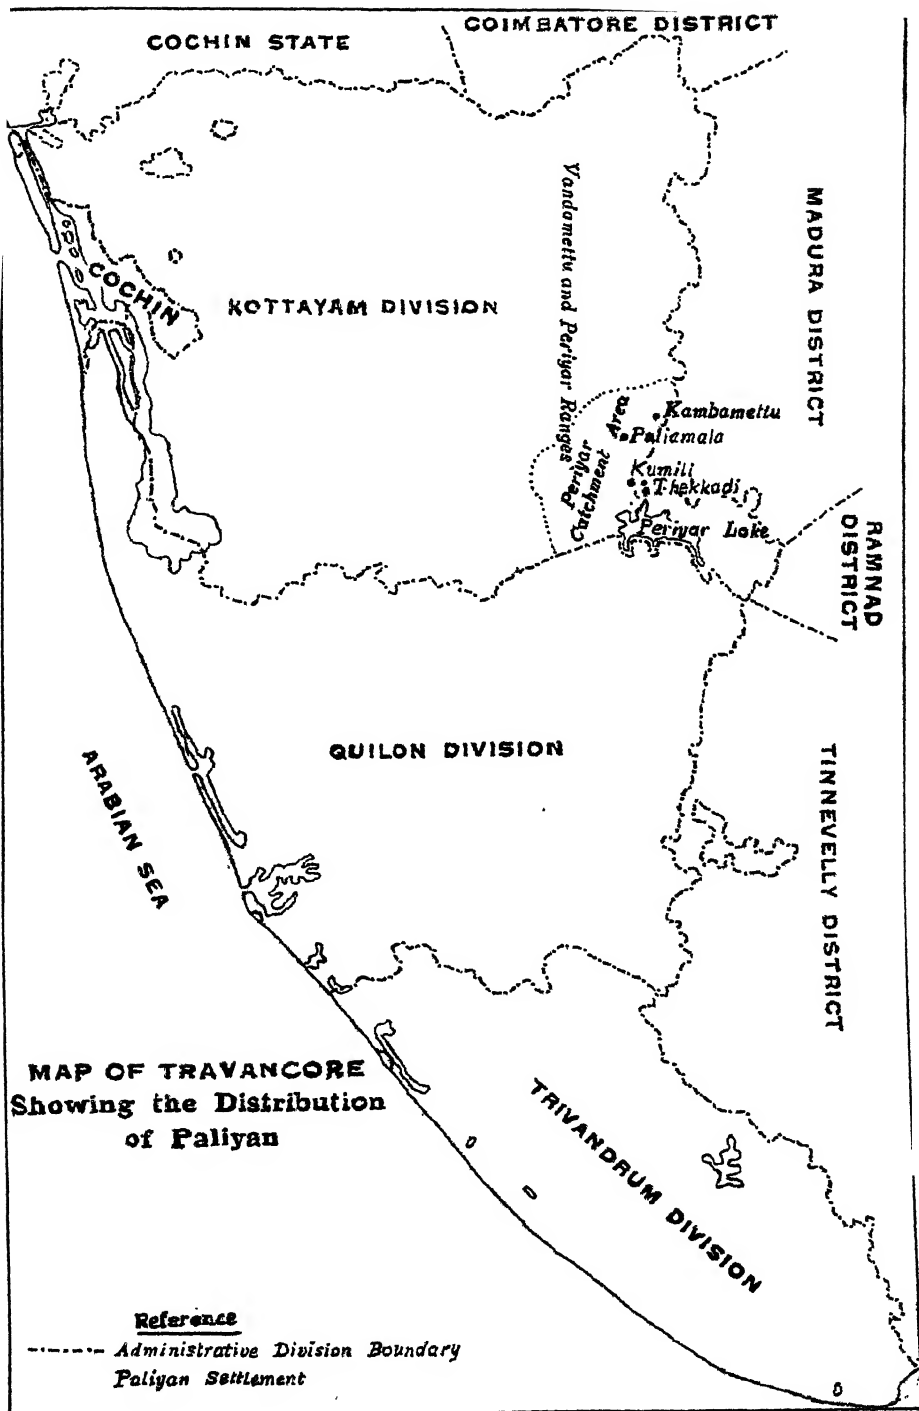 COCHIN STATE
COIMBATORE DISTRICT
MADURA DISTRICT
COCHIN
KOTTAYAM DIVISION
Vandamettu and Periyar Ranges
Periyar
Catchment Area
Kambamettu
Paliamala
Kumili
Thekkadi
Periyar Lake
RAMNAD
DISTRICT
ARABIAN SEA
QUILON DIVISION
TINNEVELLY DISTRICT
MAP OF TRAVANCORE
Showing the Distribution
of Paliyan
TRIVANDRUM DIVISION
Reference
Administrative Division Boundary
Paliyan Settlement